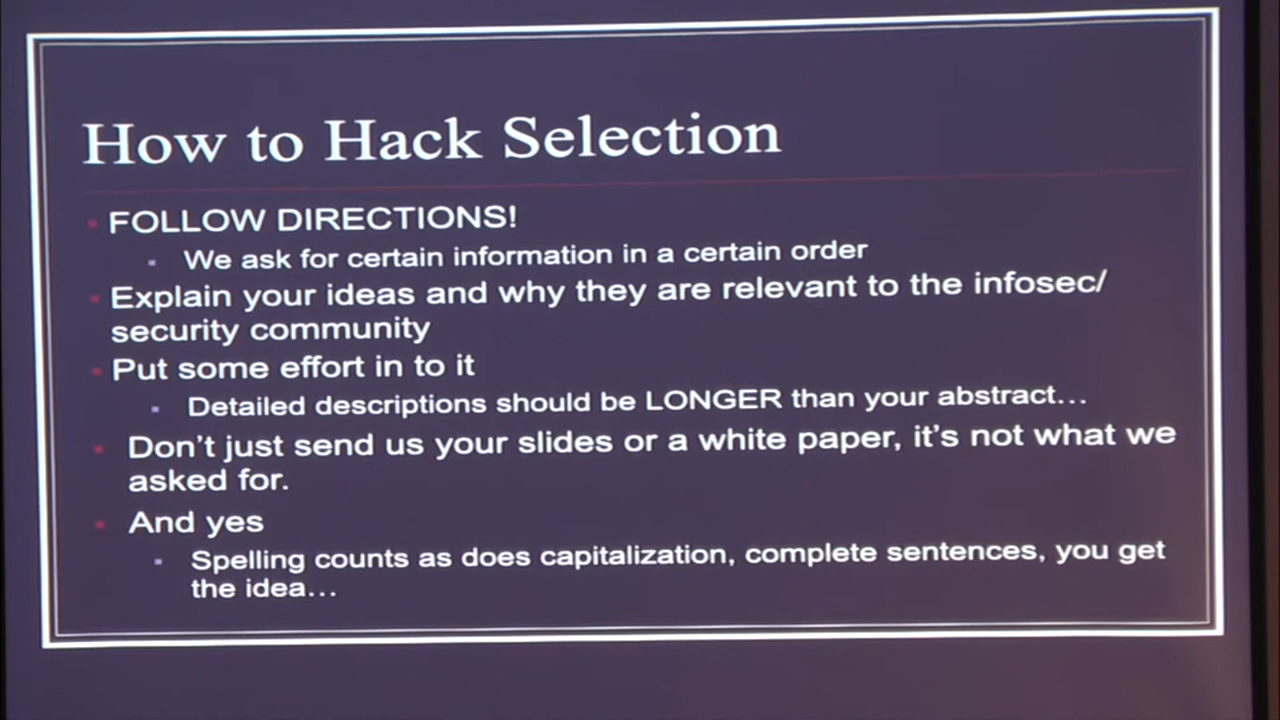 How to Hack Selection
FOLLOW DIRECTIONS!
We ask for certain information in a certain order
Explain your ideas and why they are relevant to the infosec/
security community
Put some effort in to it
Detailed descriptions should be LONGER than your abstract…
Don’t just send us your slides or a white paper, it’s not what we
asked for.
And yes
Spelling counts as does capitalization, complete sentences, you get
the idea…